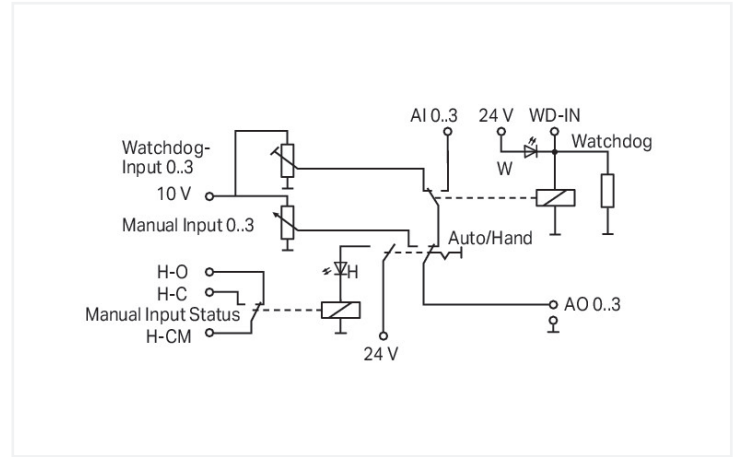 AI 0..3
24 V
WD-IN
Watchdog-
Input 0..3
Watchdog
W
10 V
Manual Input 0..3
Auto/Hand
H-O
H
H-C
AO 0..3
Manual Input Status
H-CM
24 V